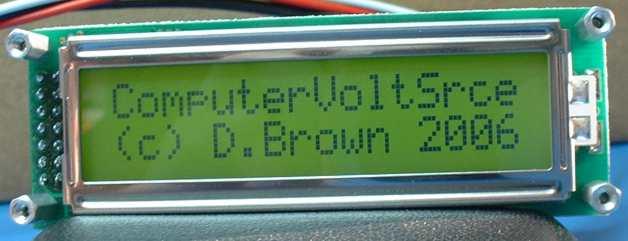 ComputerVoltSrce
(c) D.Brown 2006